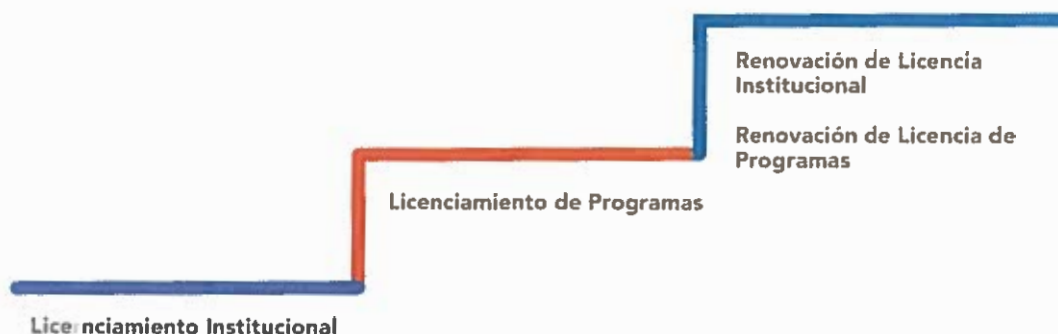 Renovación de Licencia
Institucional
Renovación de Licencia de
Programas
Licenciamiento de Programas
Licenciamiento Institucional